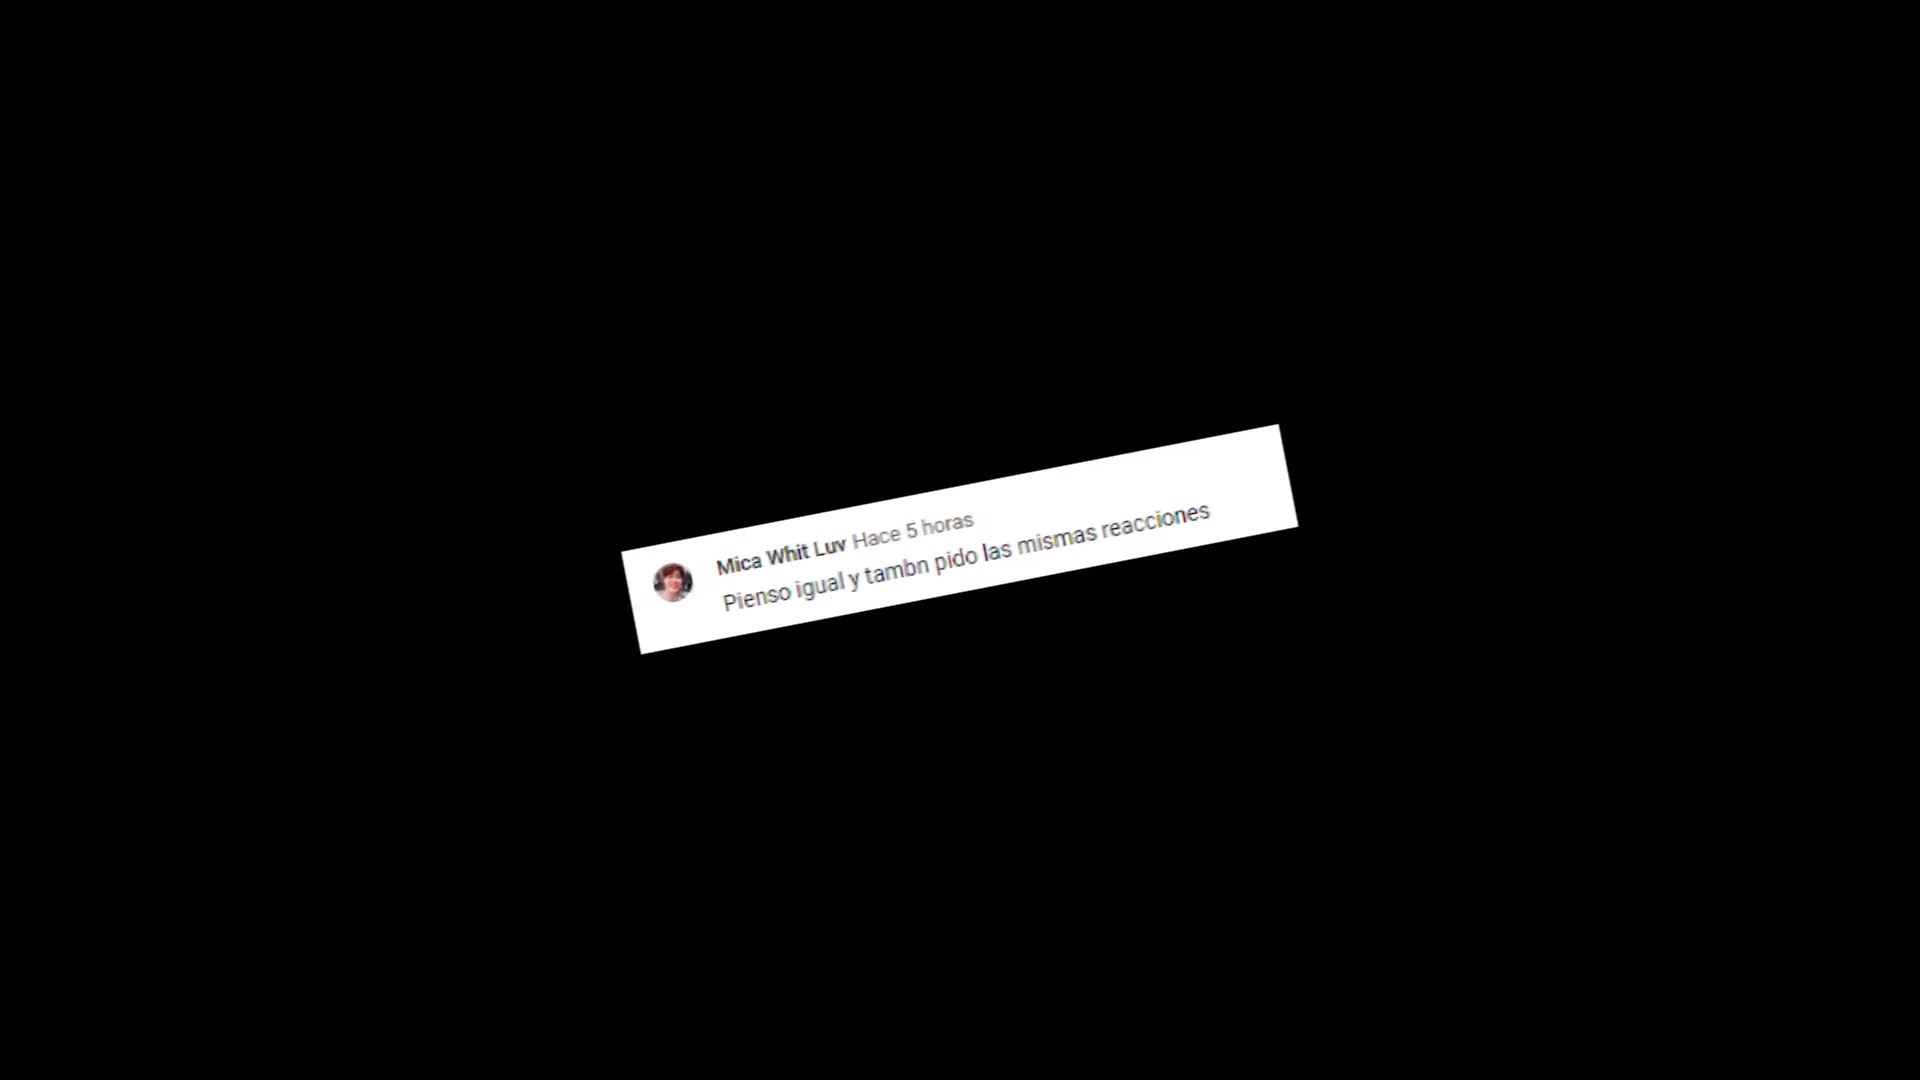 Mica Whit Luv Hace 5 horas
Pienso igual y tambn pido las mismas reacciones